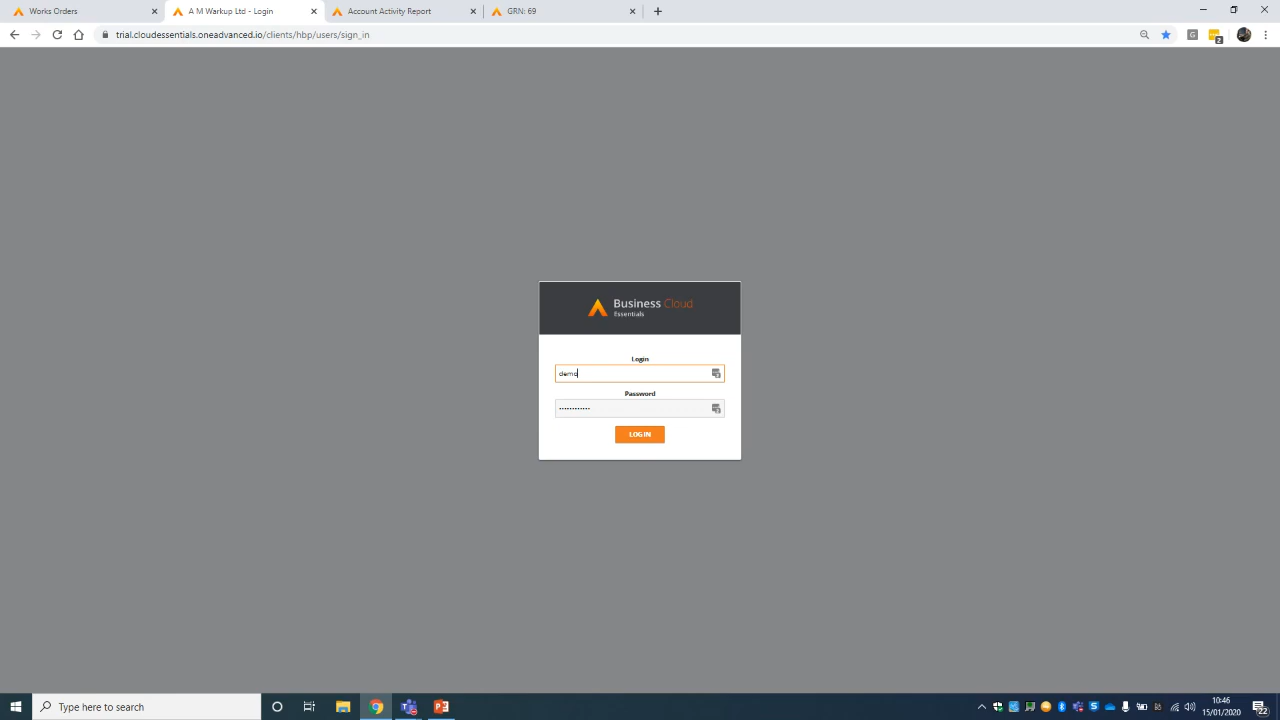 Works Orders
A M Warkup Ltd - Login
Account Activity Report
GRN: 69
trial.cloudessentials.oneadvanced.io/clients/hbp/users/sign_in
Business Cloud
Essentials
Login
demo
Password
••••••••••••
LOG IN
Type here to search
10:46
15/01/2020